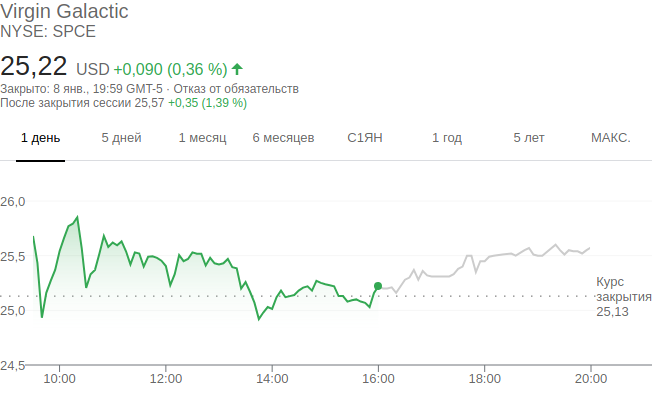 Virgin Galactic
NYSE: SPCE
25,22 USD +0,090 (0,36 %)
Закрыто: 8 янв., 19:59 GMT-5 · Отказ от обязательств
После закрытия сессии 25,57 +0,35 (1,39 %)
1 день 5 дней 1 месяц 6 месяцев С1ЯН 1 год 5 лет МАКС.
26,0
25,5
Курс
закрытия
25,13
25,0
24,5
10:00 12:00 14:00 16:00 18:00 20:00